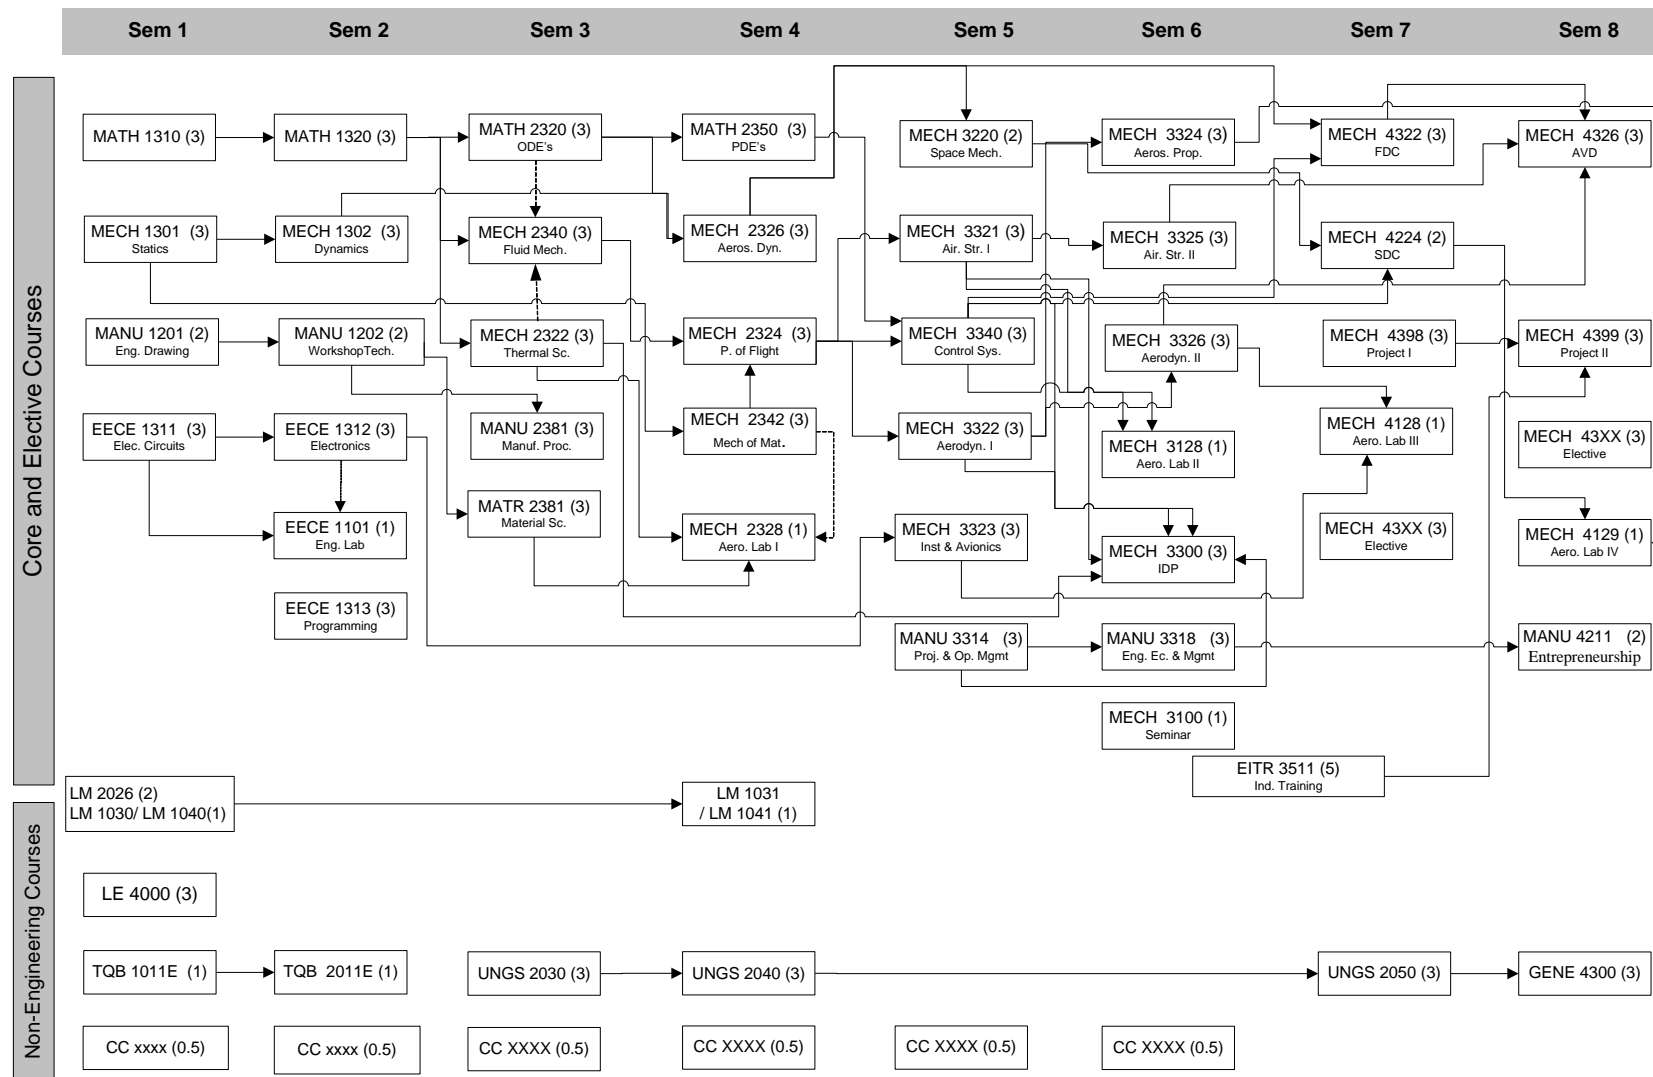 Sem 1
Sem 2
Sem 3
Sem 4
Sem 5
Sem 6
Sem 7
Sem 8
Core and Elective Courses
MATH 1310 (3)
MATH 1320 (3)
MATH 2320 (3)
ODE's
MATH 2350 (3)
PDE's
MECH 3220 (2)
Space Mech.
MECH 3324 (3)
Aeros. Prop.
MECH 4322 (3)
FDC
MECH 4326 (3)
AVD
MECH 1301 (3)
Statics
MECH 1302 (3)
Dynamics
MECH 2340 (3)
Fluid Mech.
MECH 2326 (3)
Aeros. Dyn.
MECH 3321 (3)
Air. Str. I
MECH 3325 (3)
Air. Str. II
MECH 4224 (2)
SDC
MANU 1201 (2)
Eng. Drawing
MANU 1202 (2)
WorkshopTech.
MECH 2322 (3)
Thermal Sc.
MECH 2324 (3)
P. of Flight
MECH 3340 (3)
Control Sys.
MECH 3326 (3)
Aerodyn. II
MECH 4398 (3)
Project I
MECH 4399 (3)
Project II
EECE 1311 (3)
Elec. Circuits
EECE 1312 (3)
Electronics
MANU 2381 (3)
Manuf. Proc.
MECH 2342 (3)
Mech of Mat.
MECH 3322 (3)
Aerodyn. I
MECH 3128 (1)
Aero. Lab II
MECH 4128 (1)
Aero. Lab III
MECH 43XX (3)
Elective
EECE 1101 (1)
Eng. Lab
MATR 2381 (3)
Material Sc.
MECH 2328 (1)
Aero. Lab I
MECH 3323 (3)
Inst & Avionics
MECH 3300 (3)
IDP
MECH 43XX (3)
Elective
MECH 4129 (1)
Aero. Lab IV
EECE 1313 (3)
Programming
MANU 3314 (3)
Proj. & Op. Mgmt
MANU 3318 (3)
Eng. Ec. & Mgmt
MANU 4211 (2)
Entrepreneurship
MECH 3100 (1)
Seminar
EITR 3511 (5)
Ind. Training
Non-Engineering Courses
LM 2026 (2)
LM 1030/ LM 1040(1)
LM 1031
/ LM 1041 (1)
LE 4000 (3)
TQB 1011E (1)
TQB 2011E (1)
UNGS 2030 (3)
UNGS 2040 (3)
UNGS 2050 (3)
GENE 4300 (3)
CC xxxx (0.5)
CC xxxx (0.5)
CC XXXX (0.5)
CC XXXX (0.5)
CC XXXX (0.5)
CC XXXX (0.5)